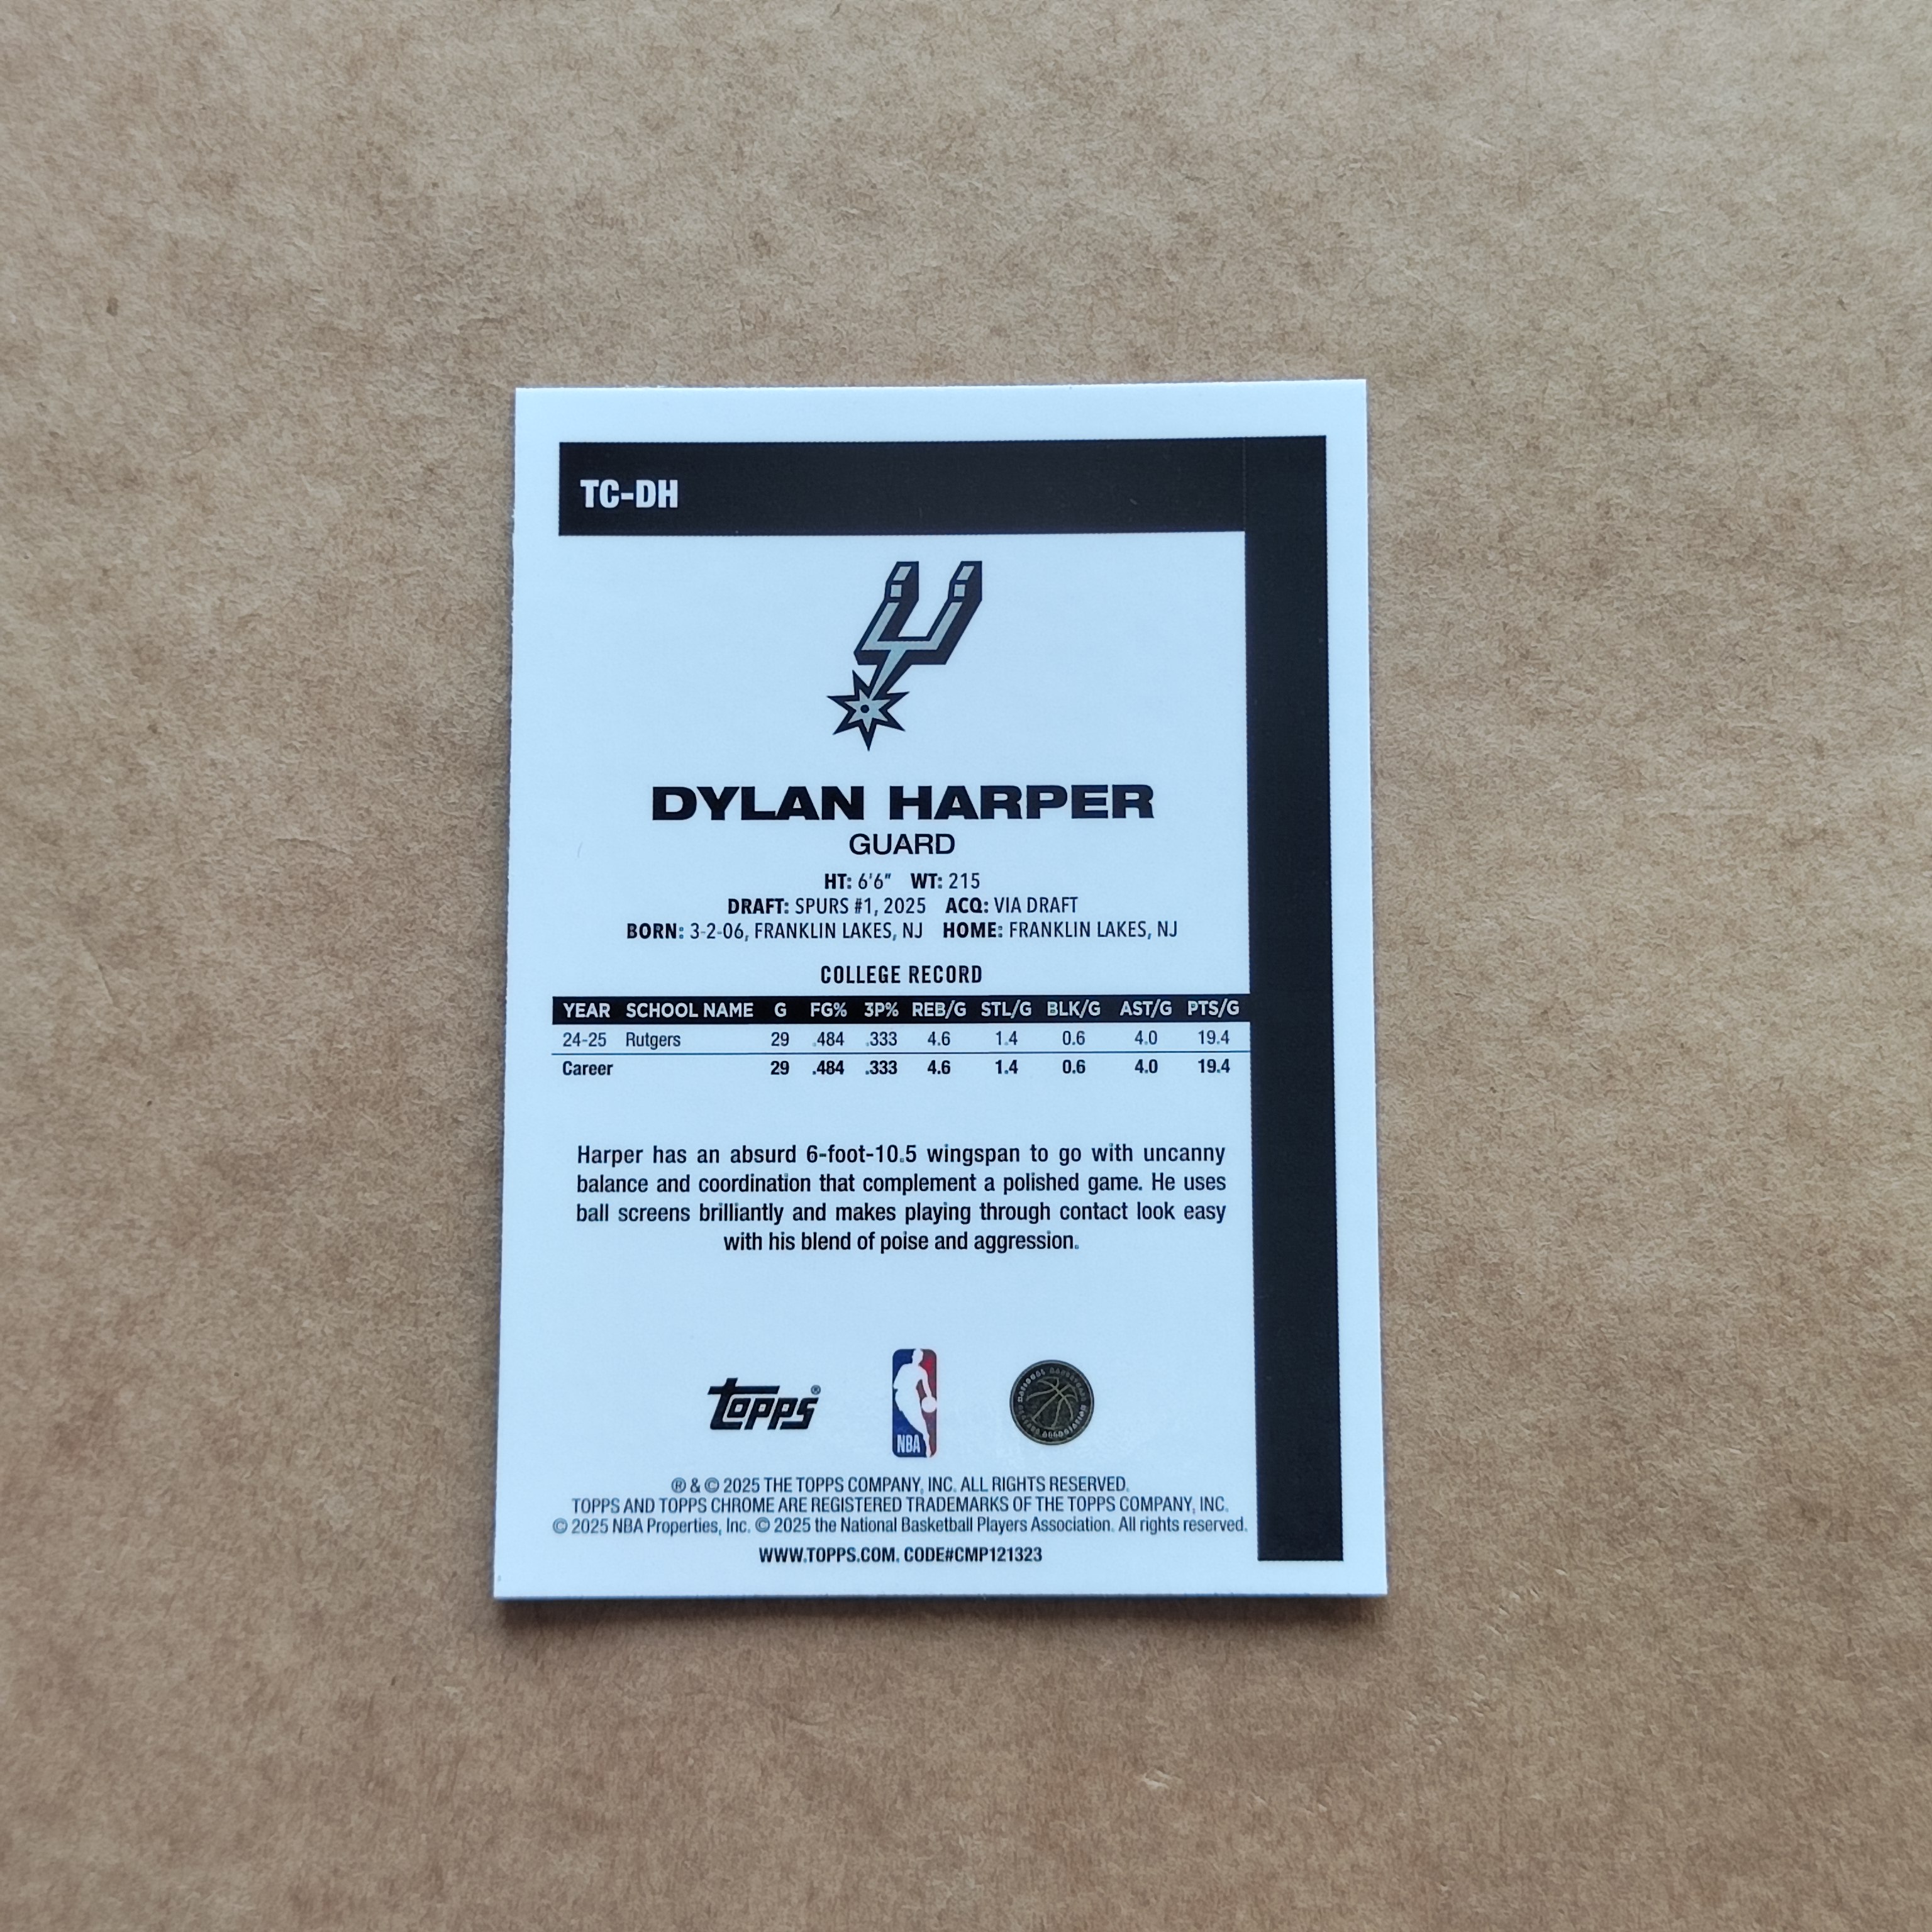 TC-DH
DYLAN HARPER
GUARD
HT: 6'6" WT: 215
DRAFT: SPURS #1, 2025 ACQ: VIA DRAFT
BORN: 3-2-06, FRANKLIN LAKES, NJ HOME: FRANKLIN LAKES, NJ
COLLEGE RECORD
YEAR SCHOOL NAME G FG% 3P% REB/G STL/G BLK/G AST/G PTS/G
24-25 Rutgers 29 .484 .333 4.6 1.4 0.6 4.0 19.4
Career 29 .484 .333 4.6 1.4 0.6 4.0 19.4
Harper has an absurd 6-foot-10.5 wingspan to go with uncanny
balance and coordination that complement a polished game. He uses
ball screens brilliantly and makes playing through contact look easy
with his blend of poise and aggression.
topps®
NBA
® & © 2025 THE TOPPS COMPANY, INC. ALL RIGHTS RESERVED.
TOPPS AND TOPPS CHROME ARE REGISTERED TRADEMARKS OF THE TOPPS COMPANY, INC.
© 2025 NBA Properties, Inc. © 2025 the National Basketball Players Association. All rights reserved.
WWW.TOPPS.COM. CODE#CMP121323